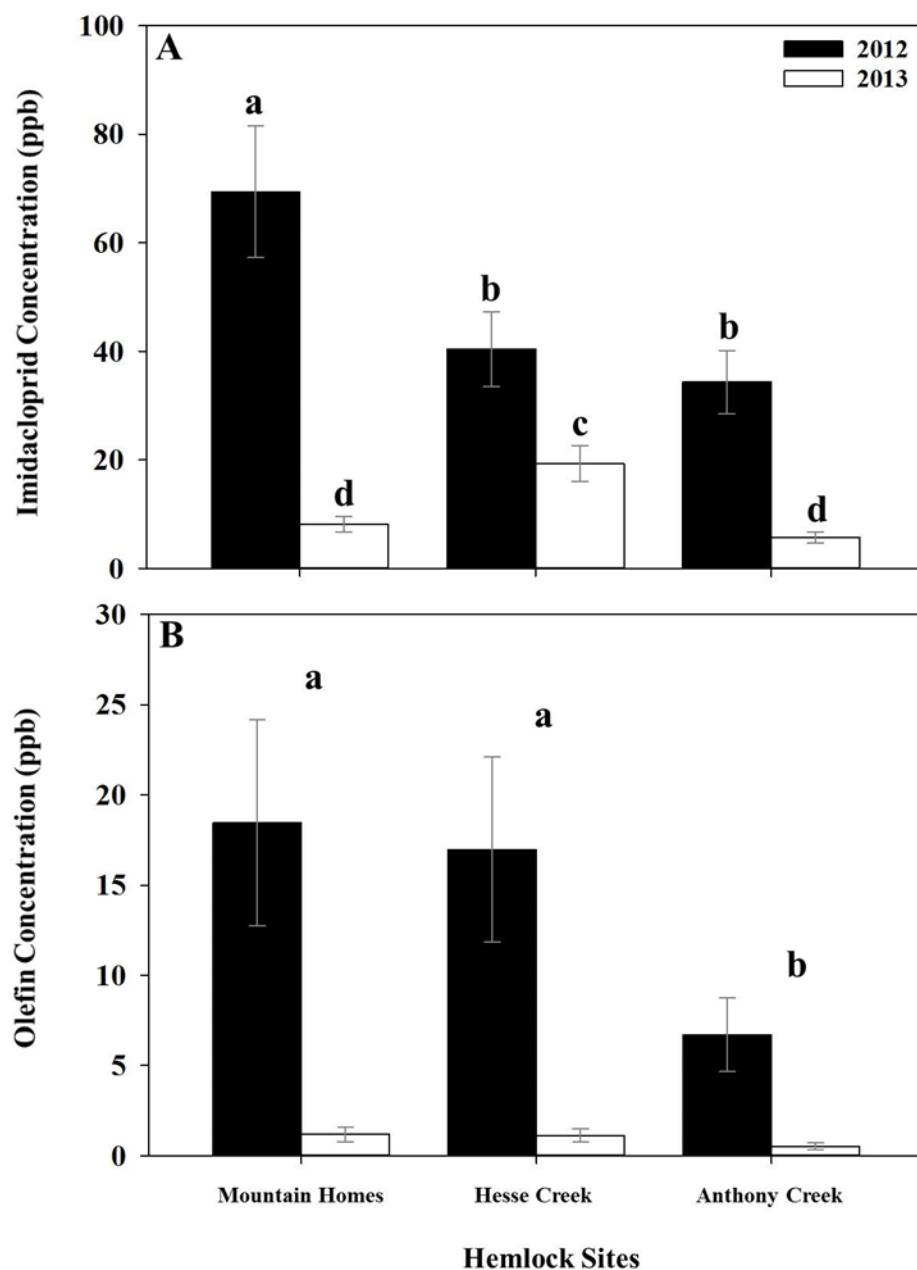 A
2012
2013
Imidacloprid Concentration (ppb)
100
80
60
40
20
0
a
b
b
c
d
d
B
Olefin Concentration (ppb)
30
25
20
15
10
5
0
a
a
b
Mountain Homes
Hesse Creek
Anthony Creek
Hemlock Sites